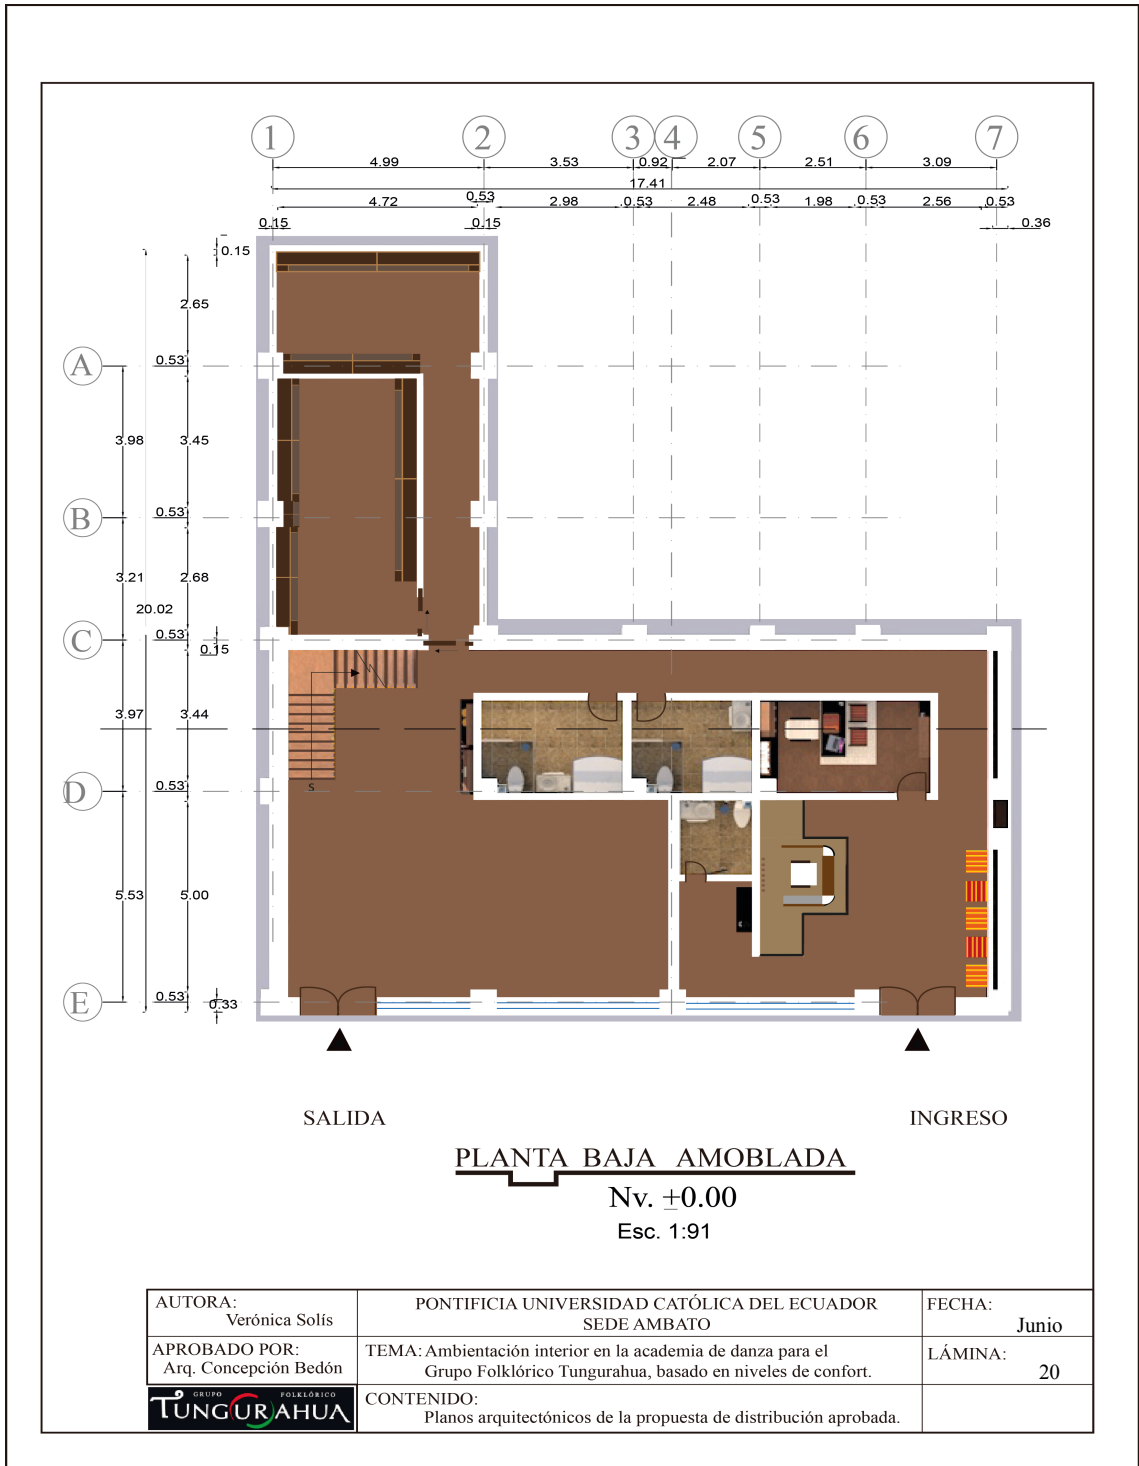 1 2 3 4 5 6 7
4.99 3.53 0.92 2.07 2.51 3.09
17.41
4.72 0.53 2.98 0.53 2.48 0.53 1.98 0.53 2.56 0.53
0.15 0.15 0.36
0.15
2.65
A 0.53
3.98 3.45
B 0.53
3.21 2.68
20.02
C 0.53
0.15
3.97 3.44
D 0.53
S
5.53 5.00
E 0.53
0.33
SALIDA INGRESO
PLANTA BAJA AMOBLADA
Nv. ±0.00
Esc. 1:91
AUTORA:
Verónica Solís
PONTIFICIA UNIVERSIDAD CATÓLICA DEL ECUADOR
SEDE AMBATO
FECHA:
Junio
APROBADO POR:
Arq. Concepción Bedón
TEMA: Ambientación interior en la academia de danza para el
Grupo Folklórico Tungurahua, basado en niveles de confort.
LÁMINA:
20
GRUPO FOLKLÓRICO
TUNGURAHUA
CONTENIDO:
Planos arquitectónicos de la propuesta de distribución aprobada.